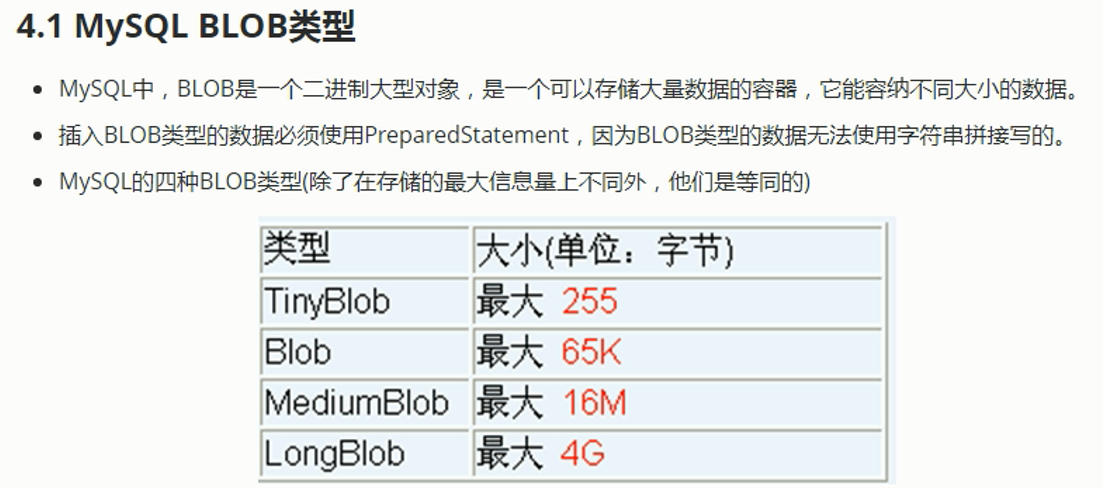 4.1 MySQL BLOB类型
• MySQL中，BLOB是一个二进制大型对象，是一个可以存储大量数据的容器，它能容纳不同大小的数据。
• 插入BLOB类型的数据必须使用PreparedStatement，因为BLOB类型的数据无法使用字符串拼接写的。
• MySQL的四种BLOB类型(除了在存储的最大信息量上不同外，他们是等同的)
类型 大小(单位：字节)
TinyBlob 最大 255
Blob 最大 65K
MediumBlob 最大 16M
LongBlob 最大 4G